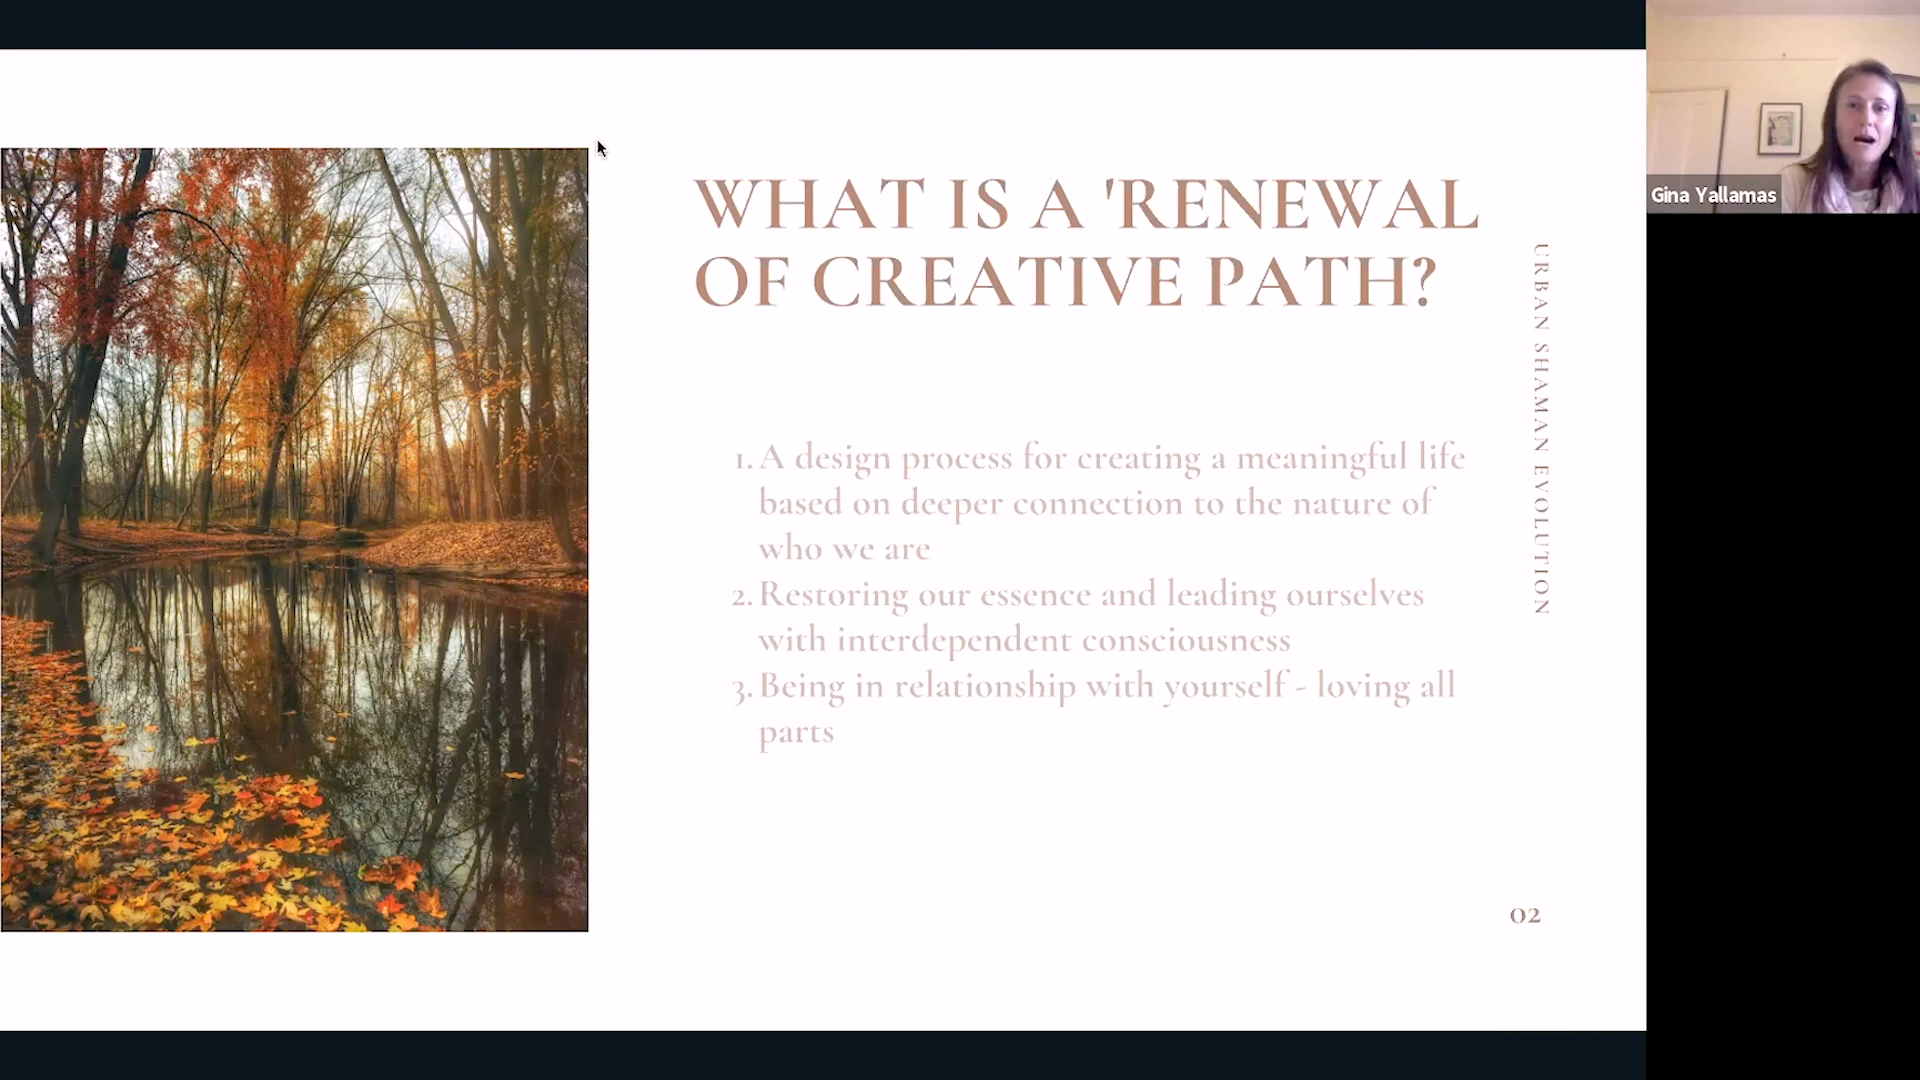 WHAT IS A 'RENEWAL
OF CREATIVE PATH?
1. A design process for creating a meaningful life
based on deeper connection to the nature of
who we are
2. Restoring our essence and leading ourselves
with interdependent consciousness
3. Being in relationship with yourself - loving all
parts
URBAN SHAMAN EVOLUTION
02
Gina Yallamas